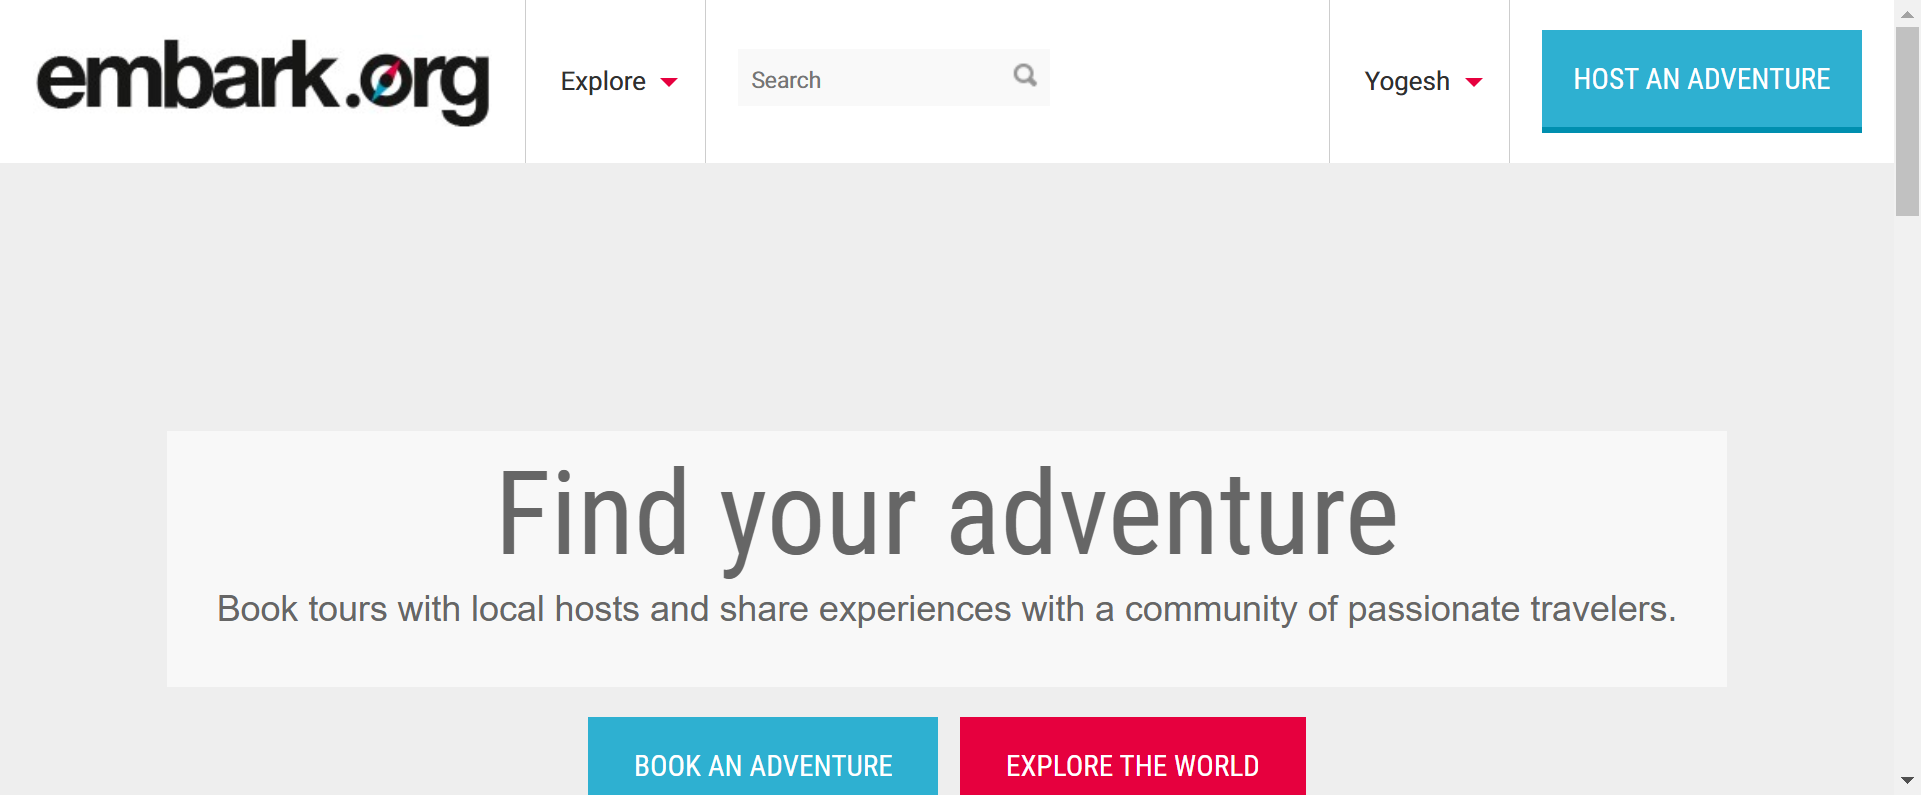 embark.org
Explore
Search
Yogesh
HOST AN ADVENTURE
Find your adventure
Book tours with local hosts and share experiences with a community of passionate travelers.
BOOK AN ADVENTURE
EXPLORE THE WORLD